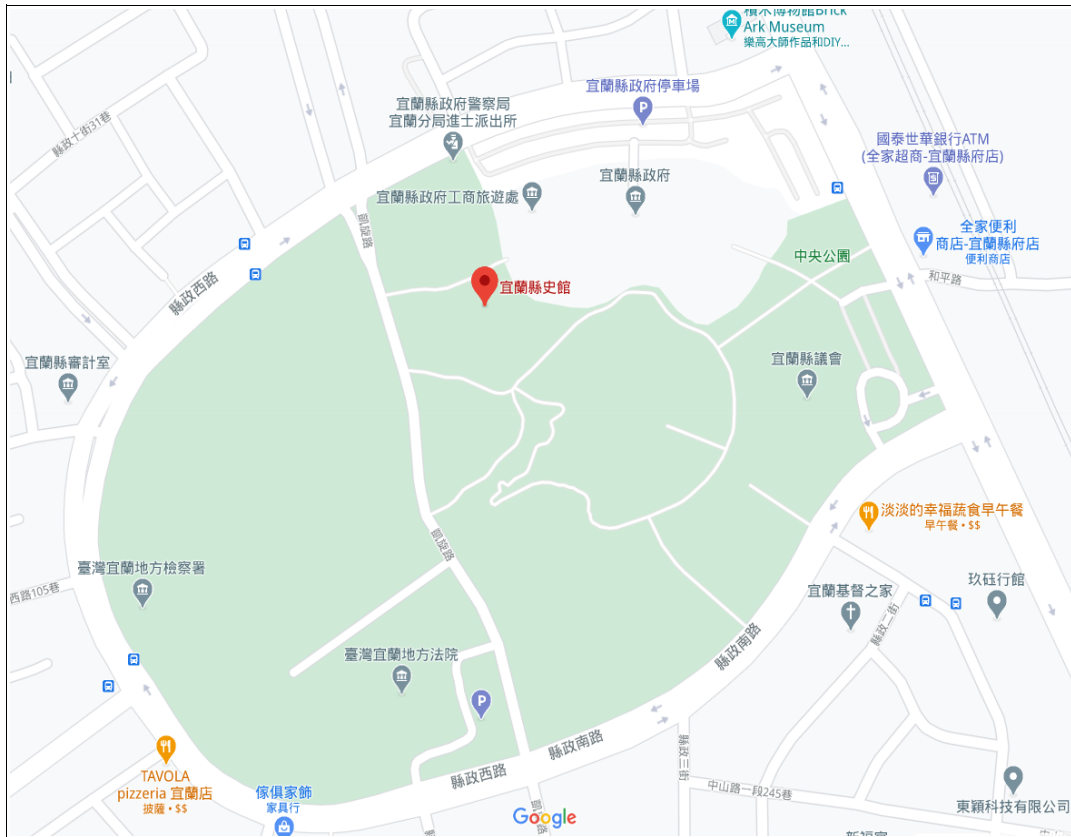 積木博物館Brick
Ark Museum
樂高大師作品和DIY...
宜蘭縣政府停車場
P
宜蘭縣政府警察局
宜蘭分局進士派出所
縣政十街31巷
國泰世華銀行ATM
(全家超商-宜蘭縣府店)
宜蘭縣政府工商旅遊處
宜蘭縣政府
凱旋路
全家便利
商店-宜蘭縣府店
便利商店
中央公園
和平路
縣政西路
宜蘭縣史館
宜蘭縣審計室
宜蘭縣議會
淡淡的幸福蔬食早午餐
早午餐・$$
凱旋路
臺灣宜蘭地方檢察署
西路105巷
宜蘭基督之家
玖砡行館
縣政二街
縣政南路
臺灣宜蘭地方法院
P
縣政南路
縣政三街
TAVOLA
pizzeria 宜蘭店
披薩・$$
縣政西路
傢俱家飾
家具行
中山路一段245巷
東穎科技有限公司
Google